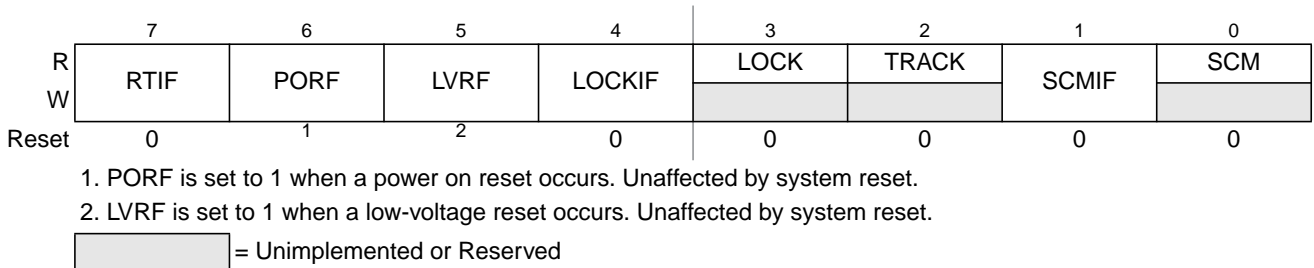 7 6 5 4 3 2 1 0
R RTIF PORF LVRF LOCKIF LOCK TRACK SCMIF SCM
W
Reset 0 1 2 0 0 0 0 0
1. PORF is set to 1 when a power on reset occurs. Unaffected by system reset.
2. LVRF is set to 1 when a low-voltage reset occurs. Unaffected by system reset.
= Unimplemented or Reserved